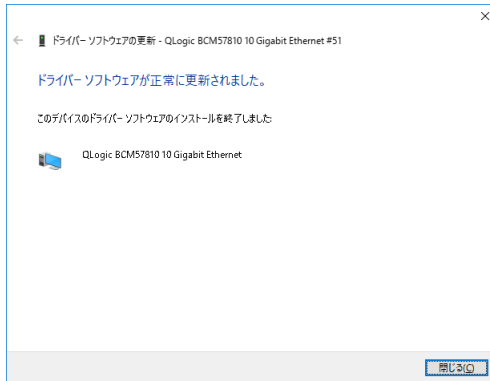 ドライバー ソフトウェアの更新 - QLogic BCM57810 10 Gigabit Ethernet #51
ドライバー ソフトウェアが正常に更新されました。
このデバイスのドライバー ソフトウェアのインストールを終了しました:
QLogic BCM57810 10 Gigabit Ethernet
閉じる(C)